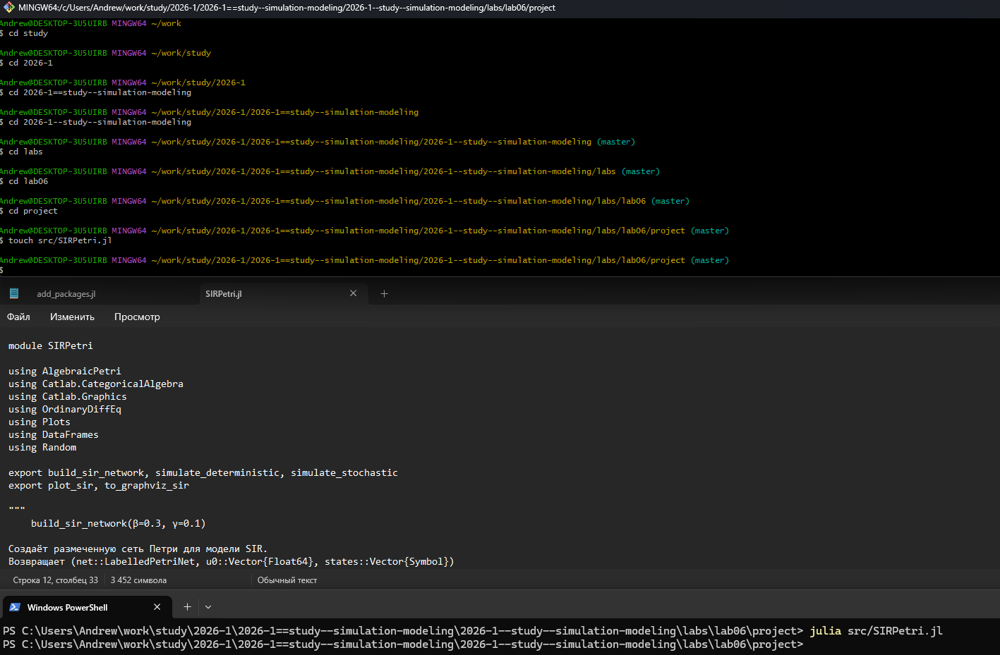 MINGW64:/c/Users/Andrew/work/study/2026-1/2026-1==study--simulation-modeling/2026-1--study--simulation-modeling/labs/lab06/project
Andrew@DESKTOP-3U5UIRB MINGW64 ~/work
$ cd study
Andrew@DESKTOP-3U5UIRB MINGW64 ~/work/study
$ cd 2026-1
Andrew@DESKTOP-3U5UIRB MINGW64 ~/work/study/2026-1
$ cd 2026-1==study--simulation-modeling
Andrew@DESKTOP-3U5UIRB MINGW64 ~/work/study/2026-1/2026-1==study--simulation-modeling
$ cd 2026-1--study--simulation-modeling
Andrew@DESKTOP-3U5UIRB MINGW64 ~/work/study/2026-1/2026-1==study--simulation-modeling/2026-1--study--simulation-modeling (master)
$ cd labs
Andrew@DESKTOP-3U5UIRB MINGW64 ~/work/study/2026-1/2026-1==study--simulation-modeling/2026-1--study--simulation-modeling/labs (master)
$ cd lab06
Andrew@DESKTOP-3U5UIRB MINGW64 ~/work/study/2026-1/2026-1==study--simulation-modeling/2026-1--study--simulation-modeling/labs/lab06 (master)
$ cd project
Andrew@DESKTOP-3U5UIRB MINGW64 ~/work/study/2026-1/2026-1==study--simulation-modeling/2026-1--study--simulation-modeling/labs/lab06/project (master)
$ touch src/SIRPetri.jl
Andrew@DESKTOP-3U5UIRB MINGW64 ~/work/study/2026-1/2026-1==study--simulation-modeling/2026-1--study--simulation-modeling/labs/lab06/project (master)
$
add_packages.jl SIRPetri.jl
Файл Изменить Просмотр
module SIRPetri
using AlgebraicPetri
using Catlab.CategoricalAlgebra
using Catlab.Graphics
using OrdinaryDiffEq
using Plots
using DataFrames
using Random
export build_sir_network, simulate_deterministic, simulate_stochastic
export plot_sir, to_graphviz_sir
"""
build_sir_network(β=0.3, γ=0.1)
Создаёт размеченную сеть Петри для модели SIR.
Возвращает (net::LabelledPetriNet, u0::Vector{Float64}, states::Vector{Symbol})
Строка 12, столбец 33 3 452 символа Обычный текст
Windows PowerShell
PS C:\Users\Andrew\work\study\2026-1\2026-1==study--simulation-modeling\2026-1--study--simulation-modeling\labs\lab06\project> julia src/SIRPetri.jl
PS C:\Users\Andrew\work\study\2026-1\2026-1==study--simulation-modeling\2026-1--study--simulation-modeling\labs\lab06\project>